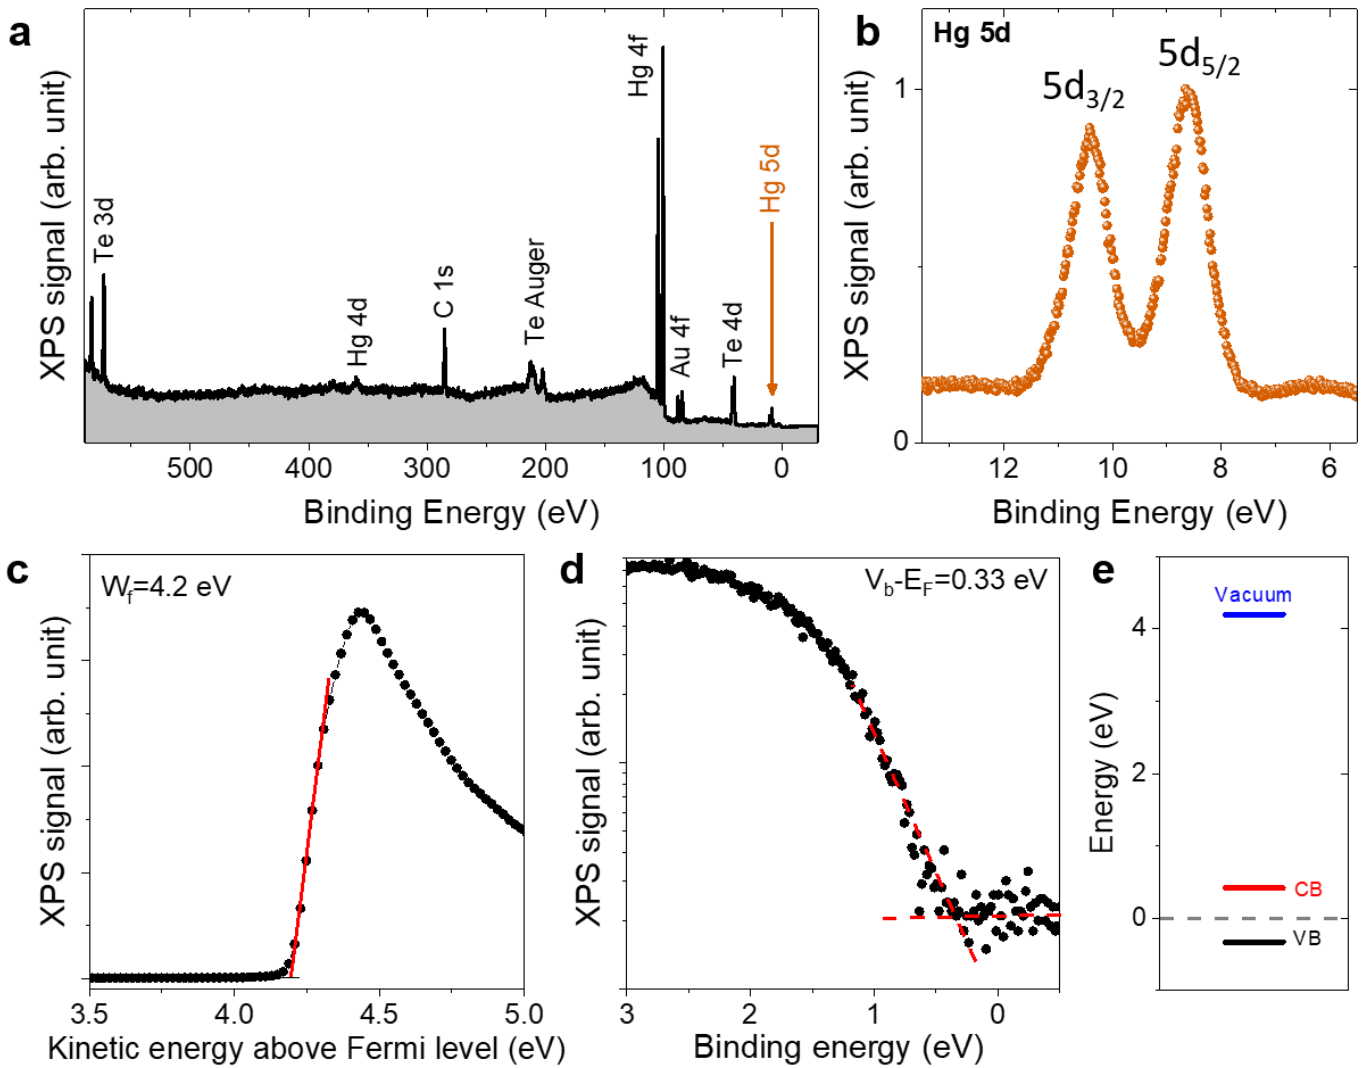 a
XPS signal (arb. unit)
Te 3d
Hg 4d
C 1s
Te Auger
Hg 4f
Au 4f
Te 4d
Hg 5d
500 400 300 200 100 0
Binding Energy (eV)
b
Hg 5d
5d3/2
5d5/2
XPS signal (arb. unit)
1
0
12 10 8 6
Binding Energy (eV)
c
Wf=4.2 eV
XPS signal (arb. unit)
3.5 4.0 4.5 5.0
Kinetic energy above Fermi level (eV)
d
Vb-EF=0.33 eV
XPS signal (arb. unit)
3 2 1 0
Binding energy (eV)
e
Vacuum
Energy (eV)
4
2
0
CB
VB